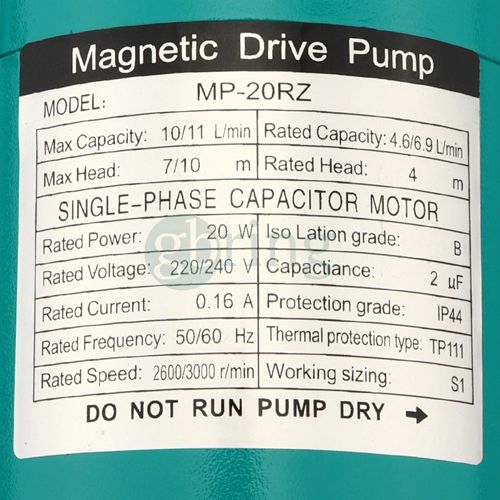 Magnetic Drive Pump
MODEL: MP-20RZ
Max Capacity: 10/11 L/min Rated Capacity: 4.6/6.9 L/min
Max Head: 7/10 m Rated Head: 4 m
SINGLE-PHASE CAPACITOR MOTOR
Rated Power: 20 W Iso Lation grade: B
Rated Voltage: 220/240 V Capactiance: 2 uF
Rated Current: 0.16 A Protection grade: IP44
Rated Frequency: 50/60 Hz Thermal protection type: TP111
Rated Speed: 2600/3000 r/min Working sizing: S1
DO NOT RUN PUMP DRY →
gbring